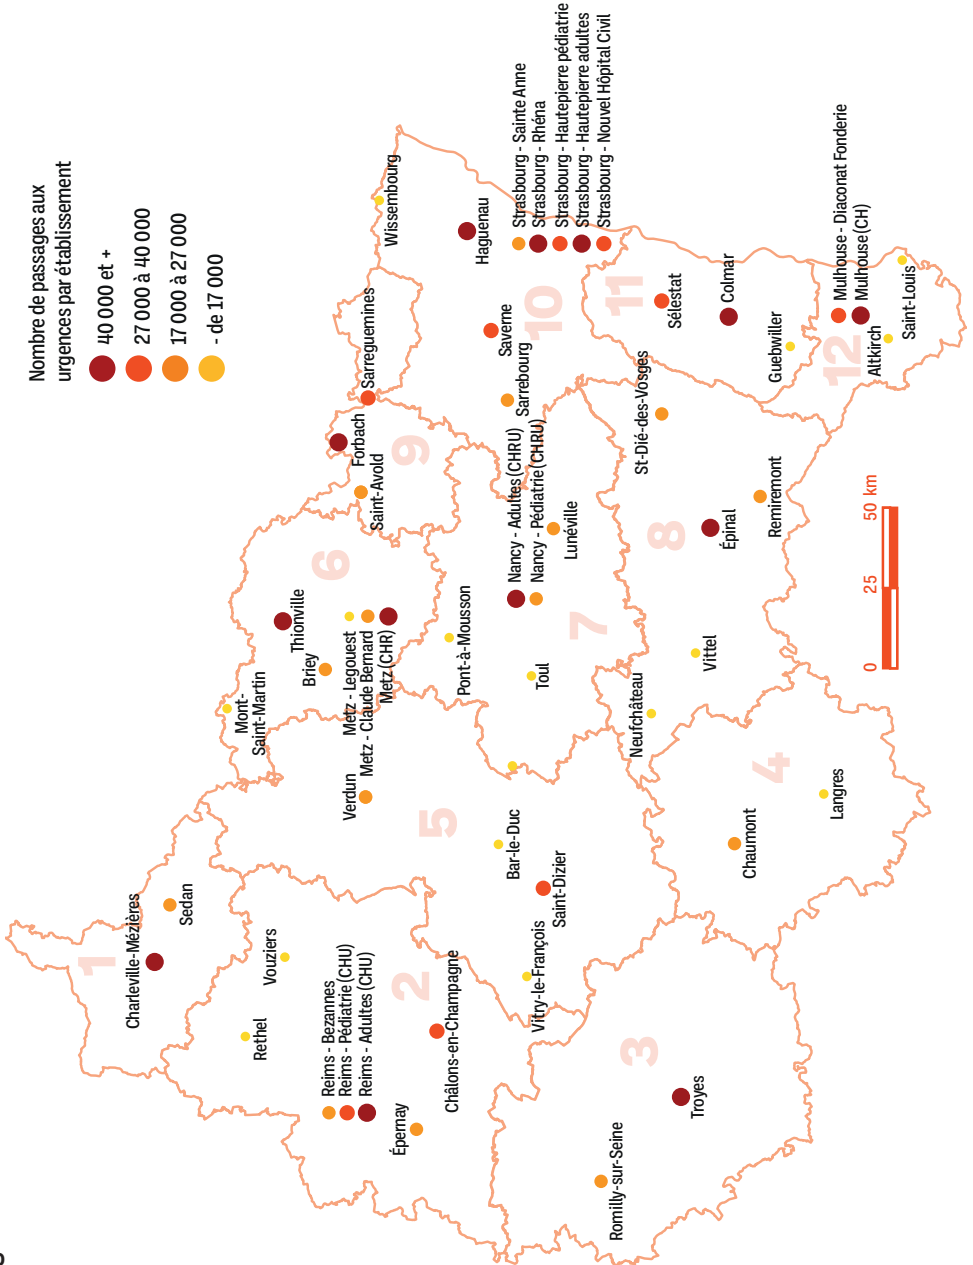 Nombre de passages aux
urgences par établissement
40 000 et +
27 000 à 40 000
17 000 à 27 000
- de 17 000
1
Charleville-Mézières
Sedan
Rethel
Vouziers
2
Reims - Bezannes
Reims - Pédiatrie (CHU)
Reims - Adultes (CHU)
Épernay
Châlons-en-Champagne
Vitry-le-François
3
Romilly-sur-Seine
Troyes
4
Chaumont
Langres
5
Verdun
Bar-le-Duc
Saint-Dizier
6
Mont-
Saint-Martin
Briey
Thionville
Metz - Legouest
Metz - Claude Bernard
Metz (CHR)
7
Pont-à-Mousson
Toul
Nancy - Adultes (CHRU)
Nancy - Pédiatrie (CHRU)
Lunéville
8
Neufchâteau
Vittel
Épinal
Remiremont
St-Dié-des-Vosges
9
Forbach
Saint-Avold
Sarreguemines
10
Wissembourg
Haguenau
Saverne
Sarrebourg
Strasbourg - Sainte Anne
Strasbourg - Rhéna
Strasbourg - Hautepierre pédiatrie
Strasbourg - Hautepierre adultes
Strasbourg - Nouvel Hôpital Civil
11
Sélestat
Colmar
Guebwiller
12
Mulhouse - Diaconat Fonderie
Mulhouse (CH)
Altkirch
Saint-Louis
0 25 50 km